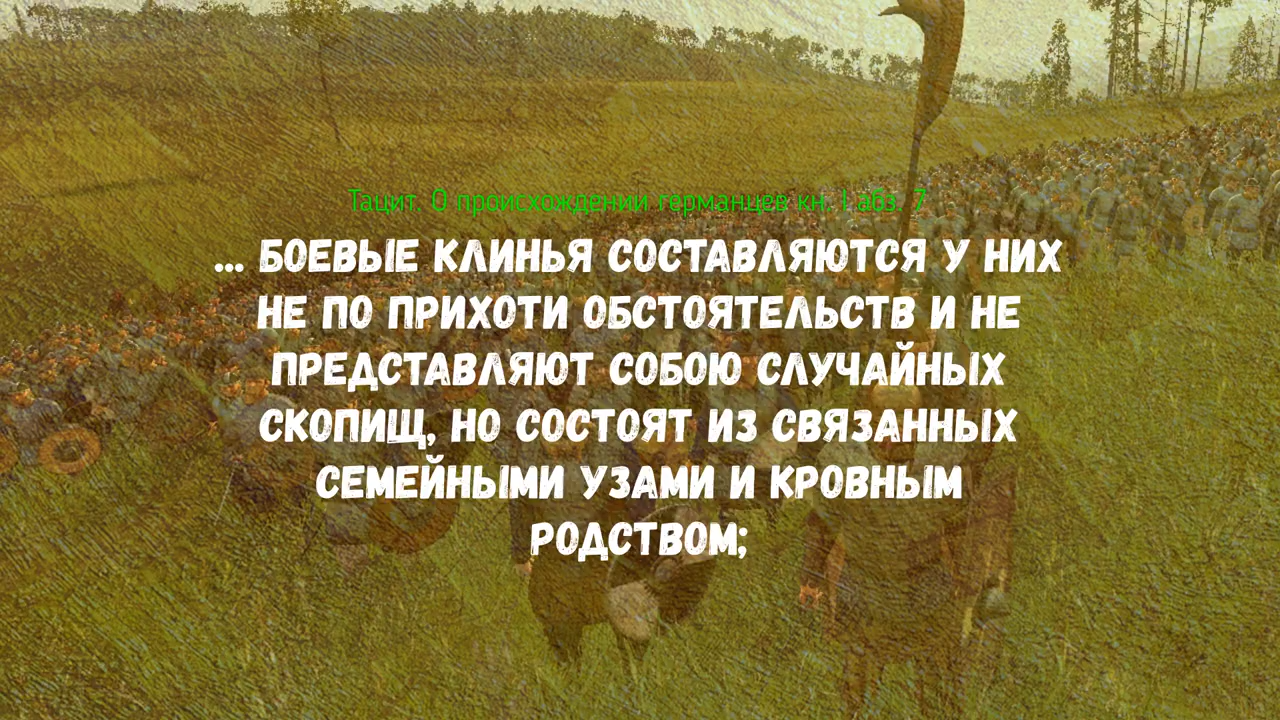 Тацит. О происхождении германцев кн. I абз. 7
... БОЕВЫЕ КЛИНЬЯ СОСТАВЛЯЮТСЯ У НИХ
НЕ ПО ПРИХОТИ ОБСТОЯТЕЛЬСТВ И НЕ
ПРЕДСТАВЛЯЮТ СОБОЮ СЛУЧАЙНЫХ
СКОПИЩ, НО СОСТОЯТ ИЗ СВЯЗАННЫХ
СЕМЕЙНЫМИ УЗАМИ И КРОВНЫМ
РОДСТВОМ;